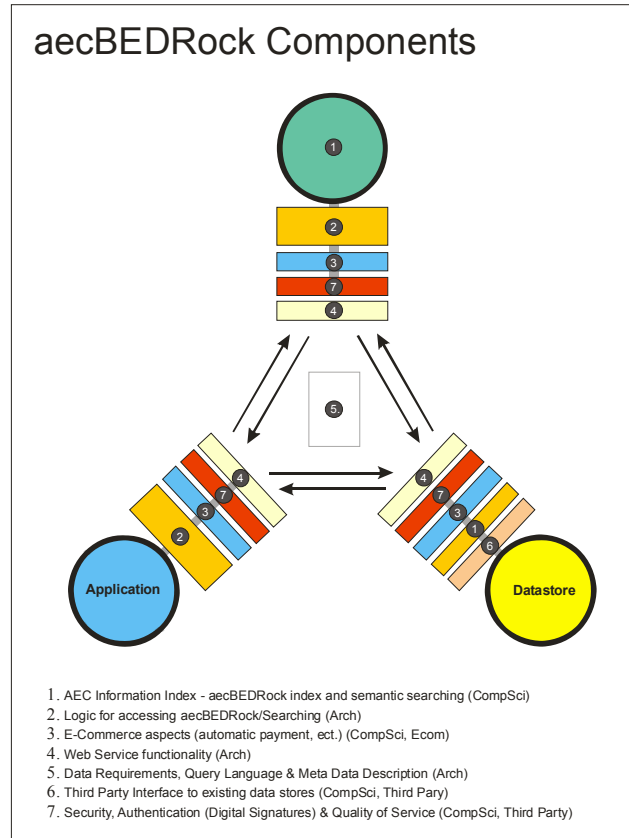 aecBEDRock Components
1
2
3
7
4
5.
4
7
3
2
4
7
3
1
6
Application
Datastore
1. AEC Information Index - aecBEDRock index and semantic searching (CompSci)
2. Logic for accessing aecBEDRock/Searching (Arch)
3. E-Commerce aspects (automatic payment, ect.) (CompSci, Ecom)
4. Web Service functionality (Arch)
5. Data Requirements, Query Language & Meta Data Description (Arch)
6. Third Party Interface to existing data stores (CompSci, Third Pary)
7. Security, Authentication (Digital Signatures) & Quality of Service (CompSci, Third Party)